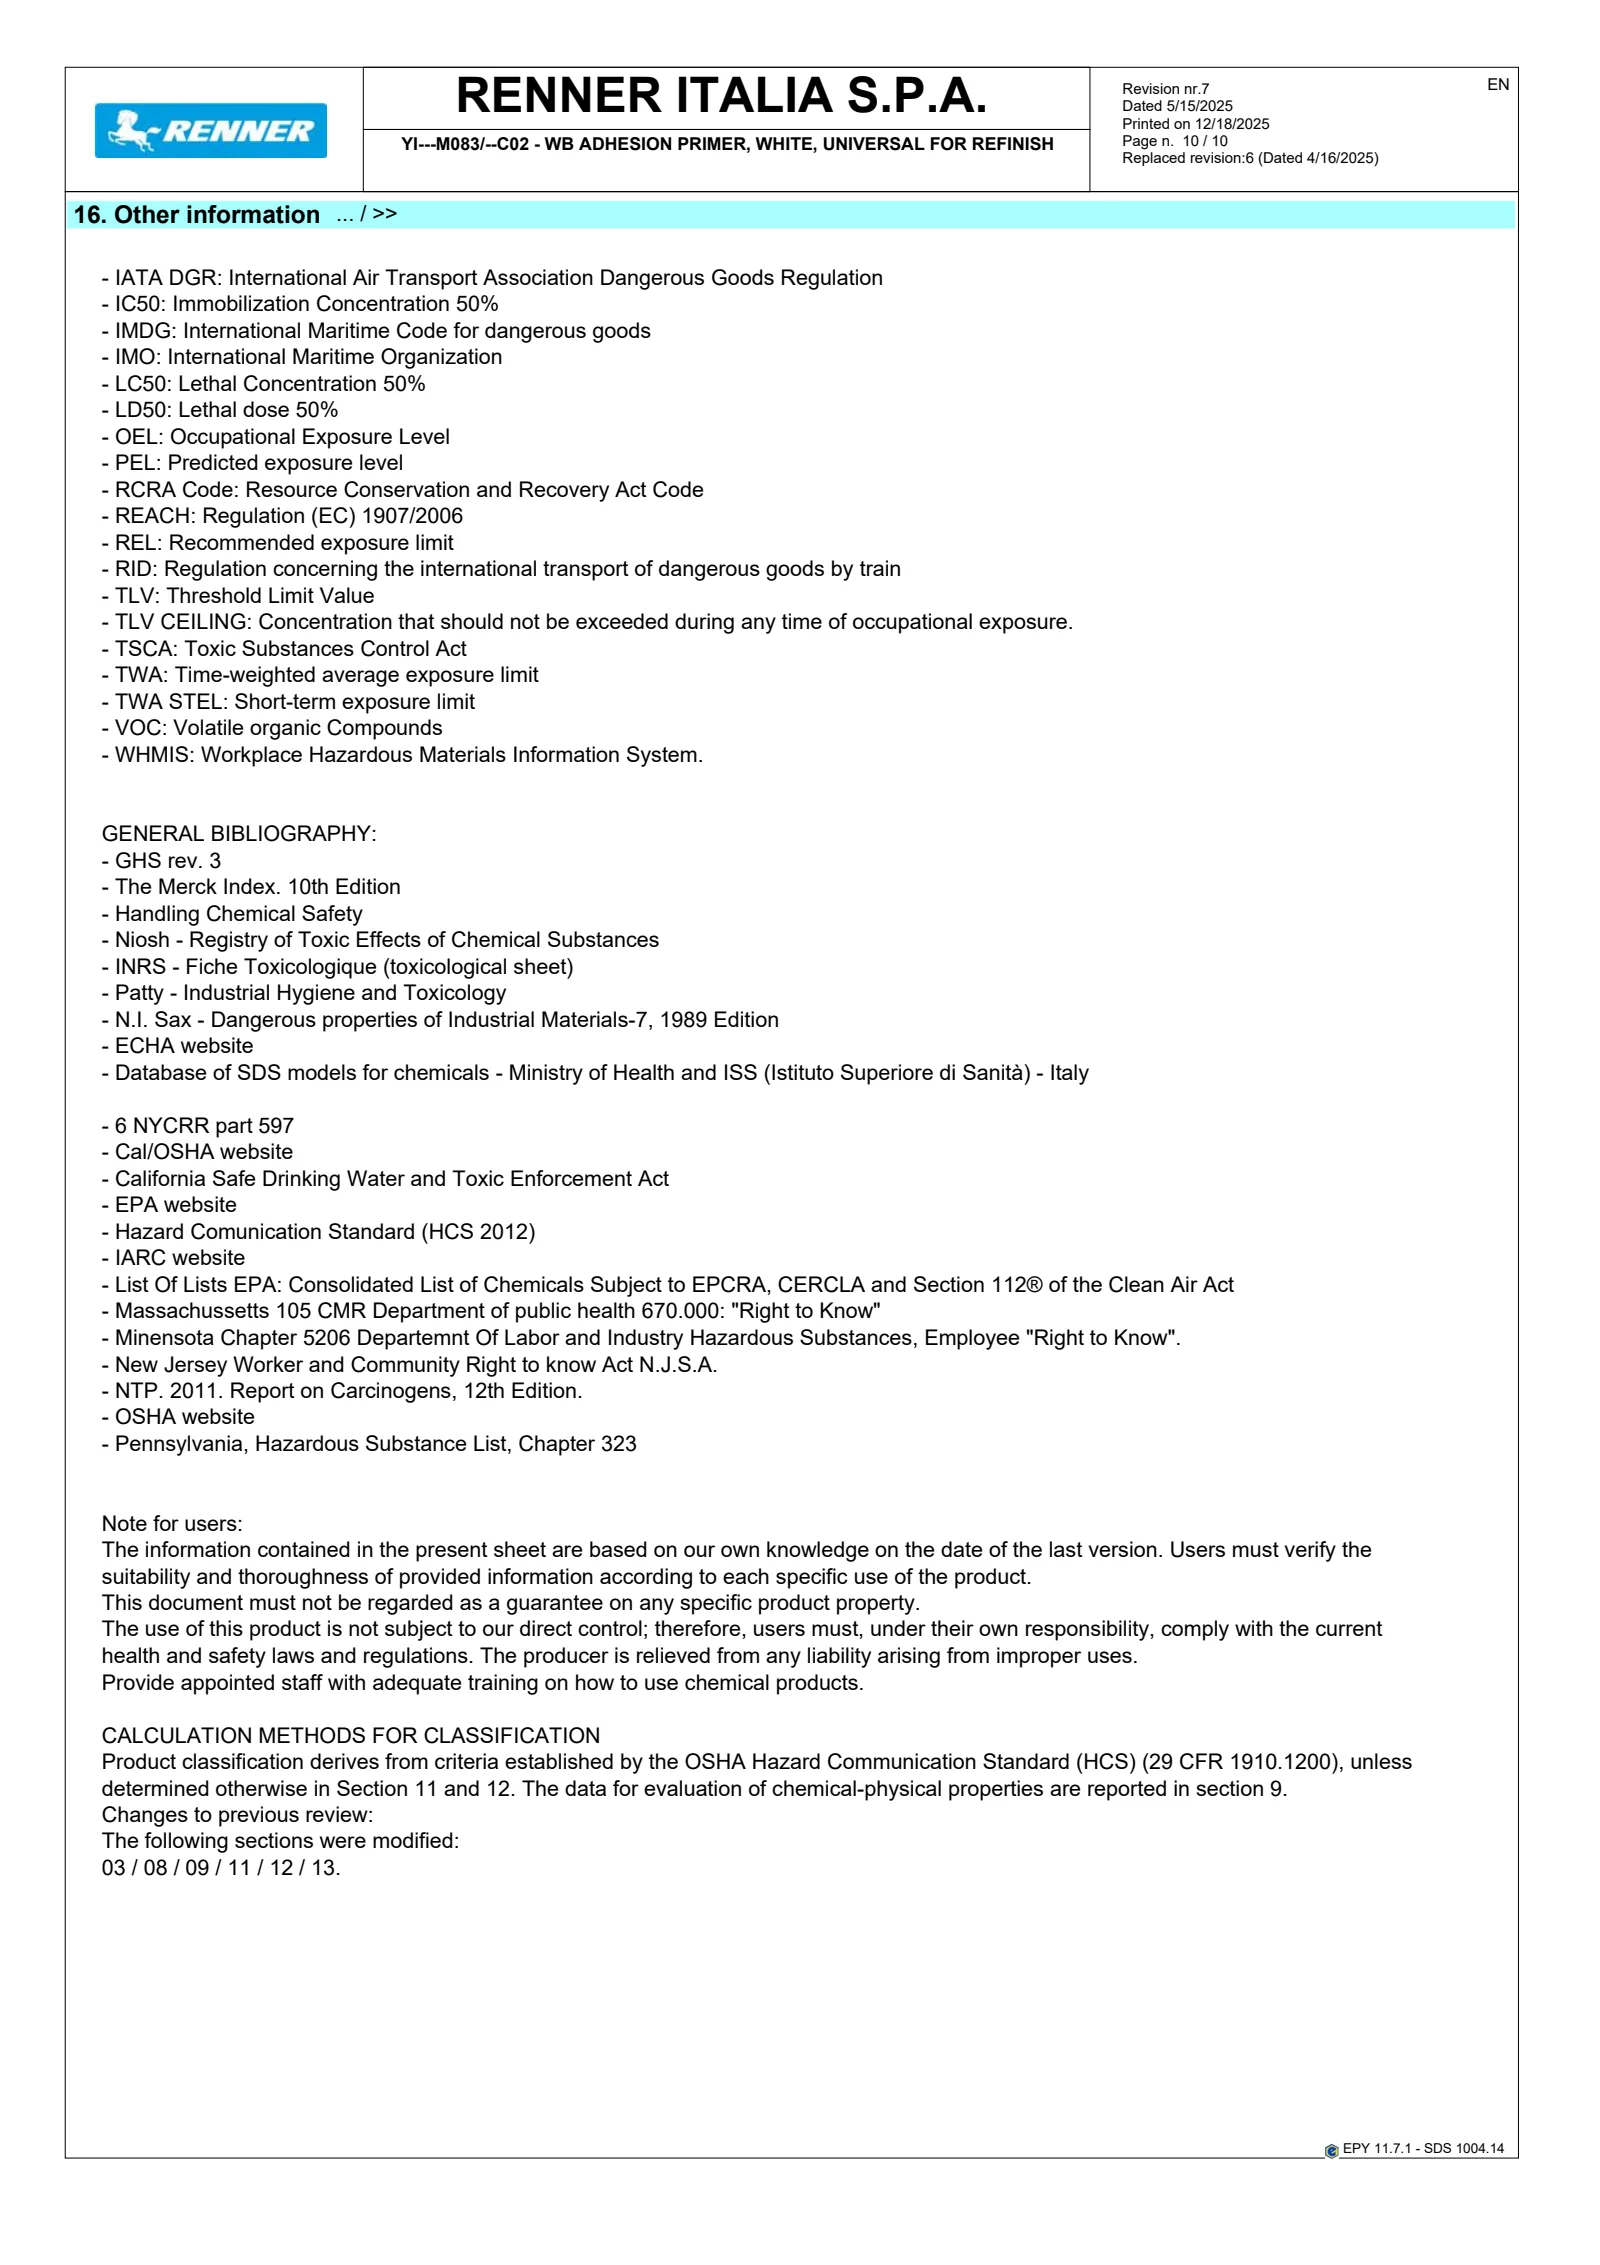 RENNER
RENNER ITALIA S.P.A.
YI---M083/--C02 - WB ADHESION PRIMER, WHITE, UNIVERSAL FOR REFINISH
Revision nr.7
Dated 5/15/2025
Printed on 12/18/2025
Page n. 10 / 10
Replaced revision:6 (Dated 4/16/2025)
EN
16. Other information ... / >>
- IATA DGR: International Air Transport Association Dangerous Goods Regulation
- IC50: Immobilization Concentration 50%
- IMDG: International Maritime Code for dangerous goods
- IMO: International Maritime Organization
- LC50: Lethal Concentration 50%
- LD50: Lethal dose 50%
- OEL: Occupational Exposure Level
- PEL: Predicted exposure level
- RCRA Code: Resource Conservation and Recovery Act Code
- REACH: Regulation (EC) 1907/2006
- REL: Recommended exposure limit
- RID: Regulation concerning the international transport of dangerous goods by train
- TLV: Threshold Limit Value
- TLV CEILING: Concentration that should not be exceeded during any time of occupational exposure.
- TSCA: Toxic Substances Control Act
- TWA: Time-weighted average exposure limit
- TWA STEL: Short-term exposure limit
- VOC: Volatile organic Compounds
- WHMIS: Workplace Hazardous Materials Information System.
GENERAL BIBLIOGRAPHY:
- GHS rev. 3
- The Merck Index. 10th Edition
- Handling Chemical Safety
- Niosh - Registry of Toxic Effects of Chemical Substances
- INRS - Fiche Toxicologique (toxicological sheet)
- Patty - Industrial Hygiene and Toxicology
- N.I. Sax - Dangerous properties of Industrial Materials-7, 1989 Edition
- ECHA website
- Database of SDS models for chemicals - Ministry of Health and ISS (Istituto Superiore di Sanità) - Italy
- 6 NYCRR part 597
- Cal/OSHA website
- California Safe Drinking Water and Toxic Enforcement Act
- EPA website
- Hazard Comunication Standard (HCS 2012)
- IARC website
- List Of Lists EPA: Consolidated List of Chemicals Subject to EPCRA, CERCLA and Section 112® of the Clean Air Act
- Massachussetts 105 CMR Department of public health 670.000: "Right to Know"
- Minensota Chapter 5206 Departemnt Of Labor and Industry Hazardous Substances, Employee "Right to Know".
- New Jersey Worker and Community Right to know Act N.J.S.A.
- NTP. 2011. Report on Carcinogens, 12th Edition.
- OSHA website
- Pennsylvania, Hazardous Substance List, Chapter 323
Note for users:
The information contained in the present sheet are based on our own knowledge on the date of the last version. Users must verify the
suitability and thoroughness of provided information according to each specific use of the product.
This document must not be regarded as a guarantee on any specific product property.
The use of this product is not subject to our direct control; therefore, users must, under their own responsibility, comply with the current
health and safety laws and regulations. The producer is relieved from any liability arising from improper uses.
Provide appointed staff with adequate training on how to use chemical products.
CALCULATION METHODS FOR CLASSIFICATION
Product classification derives from criteria established by the OSHA Hazard Communication Standard (HCS) (29 CFR 1910.1200), unless
determined otherwise in Section 11 and 12. The data for evaluation of chemical-physical properties are reported in section 9.
Changes to previous review:
The following sections were modified:
03 / 08 / 09 / 11 / 12 / 13.
EPY 11.7.1 - SDS 1004.14